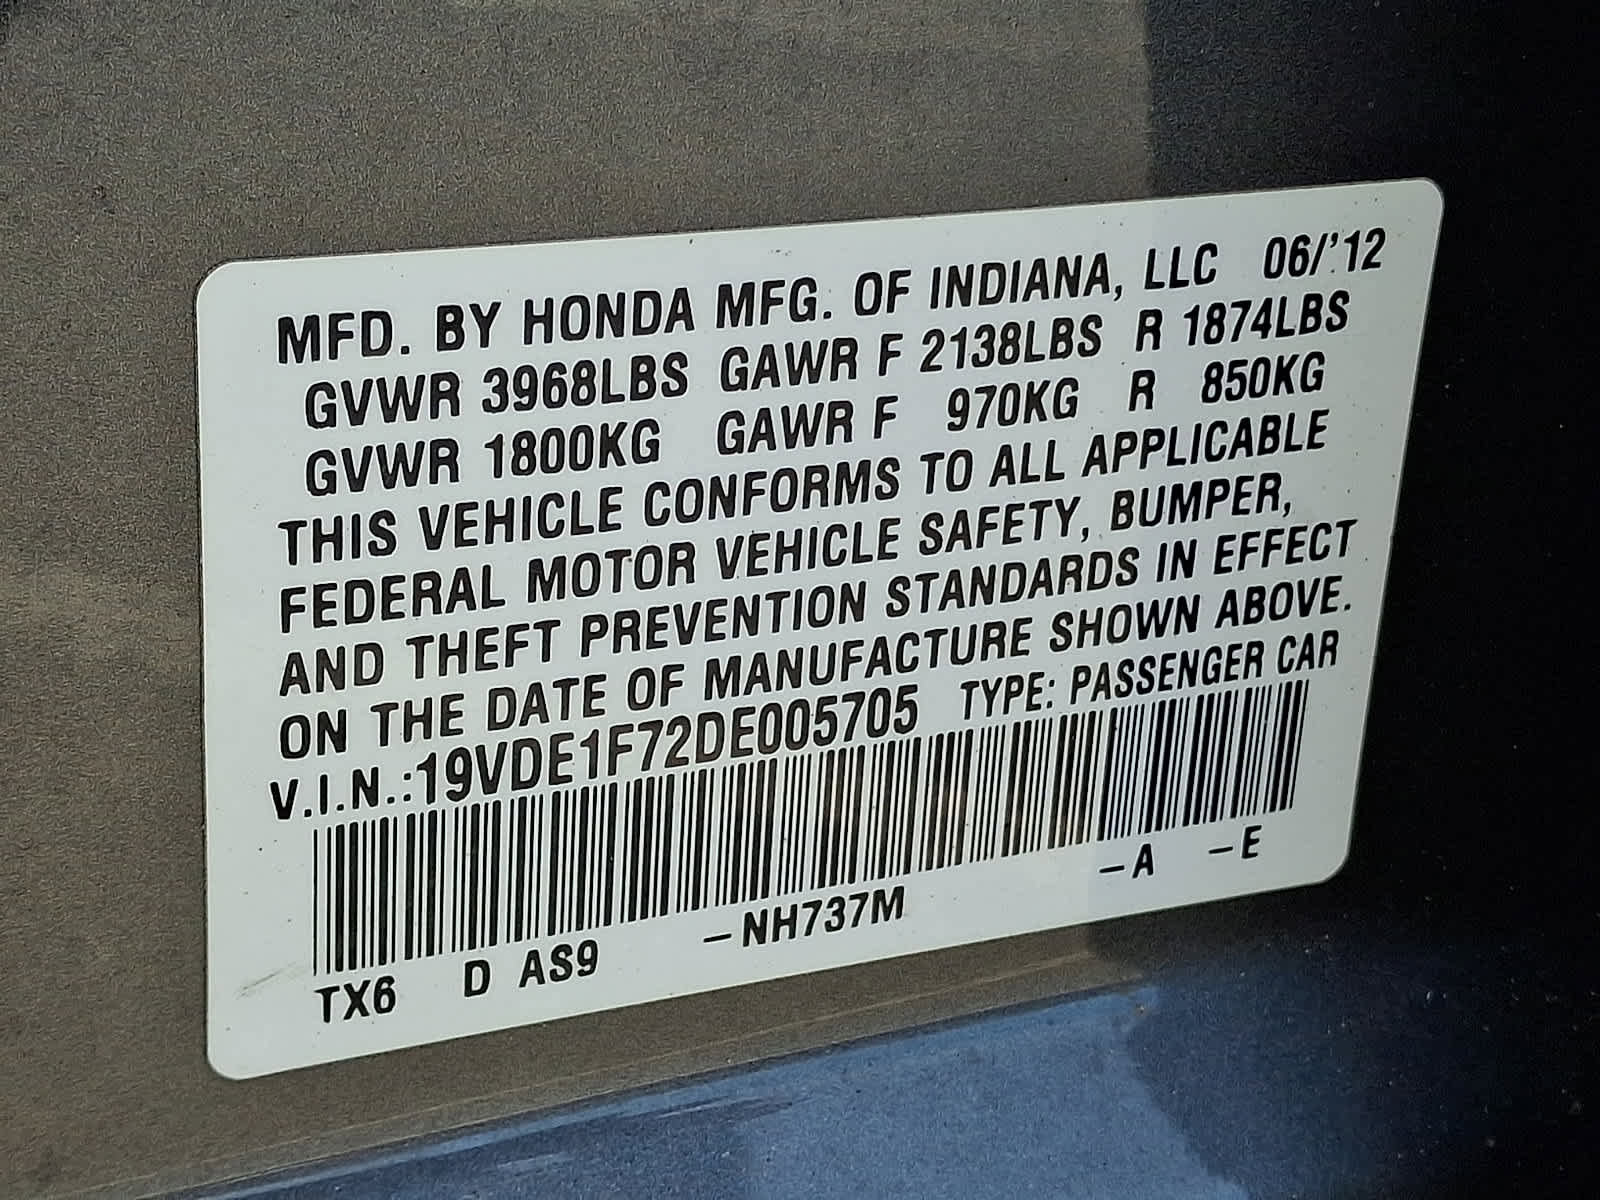 MFD. BY HONDA MFG. OF INDIANA, LLC 06/'12
GVWR 3968LBS GAWR F 2138LBS R 1874LBS
GVWR 1800KG GAWR F 970KG R 850KG
THIS VEHICLE CONFORMS TO ALL APPLICABLE
FEDERAL MOTOR VEHICLE SAFETY, BUMPER,
AND THEFT PREVENTION STANDARDS IN EFFECT
ON THE DATE OF MANUFACTURE SHOWN ABOVE.
V.I.N.:19VDE1F72DE005705 TYPE: PASSENGER CAR
TX6 D AS9 –NH737M –A –E